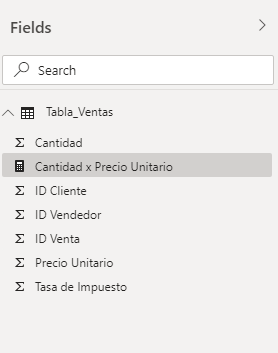 Fields
Search
Tabla_Ventas
Cantidad
Cantidad x Precio Unitario
ID Cliente
ID Vendedor
ID Venta
Precio Unitario
Tasa de Impuesto